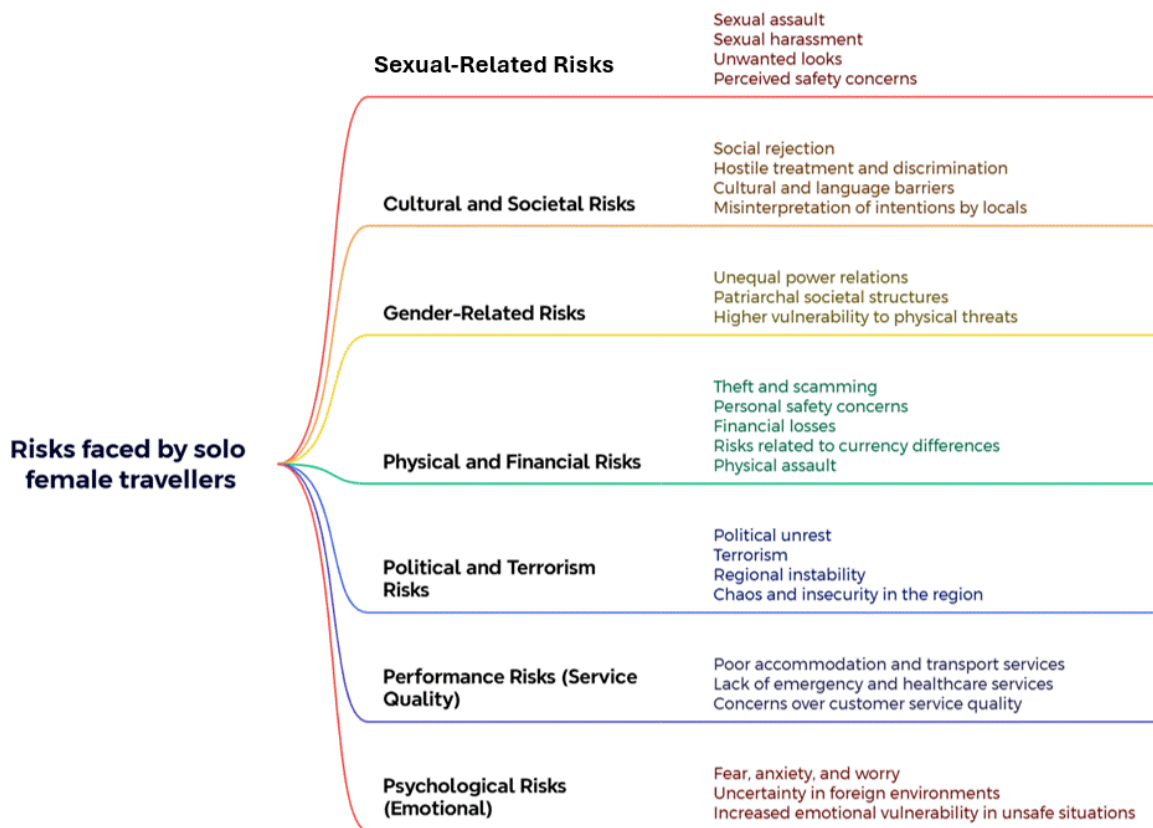 Risks faced by solo
female travellers
Sexual-Related Risks
Sexual assault
Sexual harassment
Unwanted looks
Perceived safety concerns
Cultural and Societal Risks
Social rejection
Hostile treatment and discrimination
Cultural and language barriers
Misinterpretation of intentions by locals
Gender-Related Risks
Unequal power relations
Patriarchal societal structures
Higher vulnerability to physical threats
Physical and Financial Risks
Theft and scamming
Personal safety concerns
Financial losses
Risks related to currency differences
Physical assault
Political and Terrorism
Risks
Political unrest
Terrorism
Regional instability
Chaos and insecurity in the region
Performance Risks (Service
Quality)
Poor accommodation and transport services
Lack of emergency and healthcare services
Concerns over customer service quality
Psychological Risks
(Emotional)
Fear, anxiety, and worry
Uncertainty in foreign environments
Increased emotional vulnerability in unsafe situations